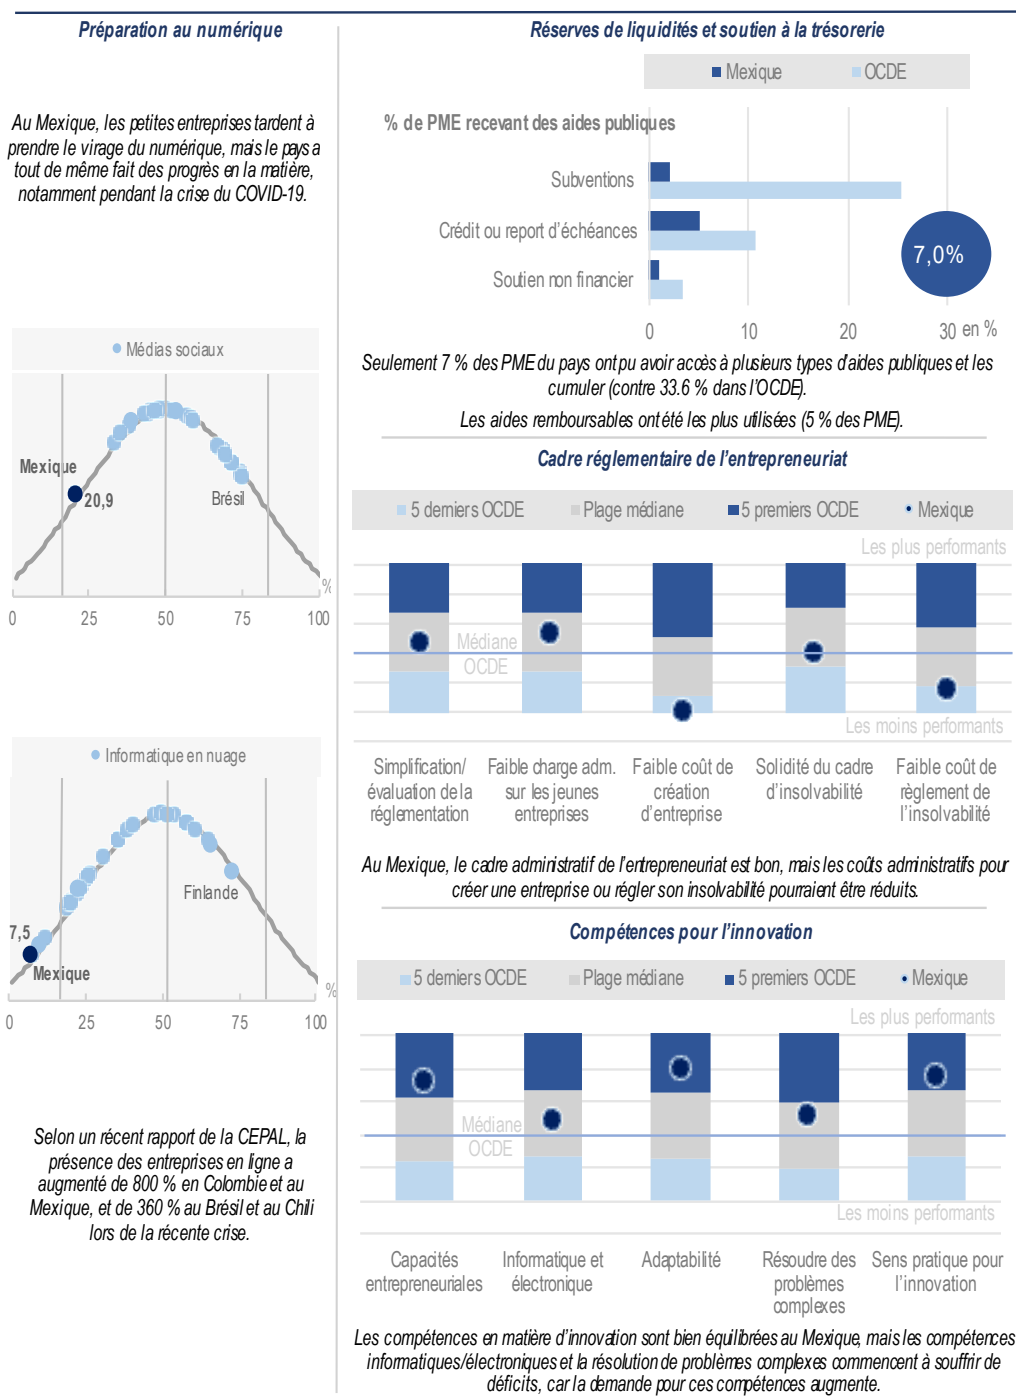 Préparation au numérique
Au Mexique, les petites entreprises tardent à
prendre le virage du numérique, mais le pays a
tout de même fait des progrès en la matière,
notamment pendant la crise du COVID-19.
Médias sociaux
Mexique
20,9
Brésil
%
0 25 50 75 100
Informatique en nuage
Finlande
7,5
Mexique
%
0 25 50 75 100
Selon un récent rapport de la CEPAL, la
présence des entreprises en ligne a
augmenté de 800 % en Colombie et au
Mexique, et de 360 % au Brésil et au Chili
lors de la récente crise.
Réserves de liquidités et soutien à la trésorerie
Mexique OCDE
% de PME recevant des aides publiques
Subventions
Crédit ou report d'échéances
7,0%
Soutien non financier
0 10 20 30 en %
Seulement 7 % des PME du pays ont pu avoir accès à plusieurs types d'aides publiques et les
cumuler (contre 33.6 % dans l'OCDE).
Les aides remboursables ont été les plus utilisées (5 % des PME).
Cadre réglementaire de l'entrepreneuriat
5 derniers OCDE Plage médiane 5 premiers OCDE Mexique
Les plus performants
Médiane
OCDE
Les moins performants
Simplification/ Faible charge adm. Faible coût de Solidité du cadre Faible coût de
évaluation de la sur les jeunes création d'insolvabilité règlement de
réglementation entreprises d'entreprise l'insolvabilité
Au Mexique, le cadre administratif de l'entrepreneuriat est bon, mais les coûts administratifs pour
créer une entreprise ou régler son insolvabilité pourraient être réduits.
Compétences pour l'innovation
5 derniers OCDE Plage médiane 5 premiers OCDE Mexique
Les plus performants
Médiane
OCDE
Les moins performants
Capacités Informatique et Adaptabilité Résoudre des Sens pratique pour
entrepreneuriales électronique problèmes l'innovation
complexes
Les compétences en matière d'innovation sont bien équilibrées au Mexique, mais les compétences
informatiques/électroniques et la résolution de problèmes complexes commencent à souffrir de
déficits, car la demande pour ces compétences augmente.